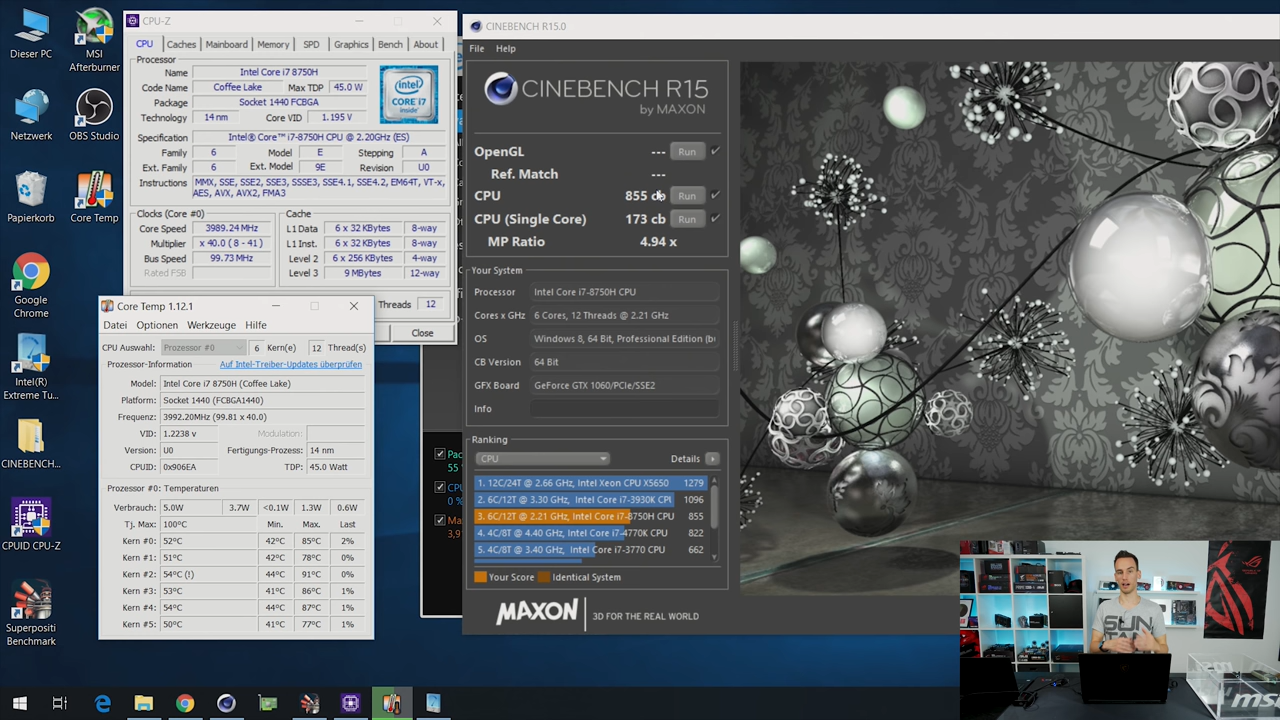 Dieser PC
MSI
Afterburner
Netzwerk
OBS Studio
Papierkorb
Core Temp
Google
Chrome
Intel(R)
Extreme Tu...
CINEBENCH...
CPUID CPU-Z
Superpositi
Benchmark
CPU-Z
CPU Caches Mainboard Memory SPD Graphics Bench About
Processor
Name Intel Core i7 8750H
Code Name Coffee Lake Max TDP 45.0 W
Package Socket 1440 FCBGA
Technology 14 nm Core VID 1.195 V
intel
CORE i7
inside
Specification Intel® Core™ i7-8750H CPU @ 2.20GHz (ES)
Family 6 Model E Stepping A
Ext. Family 6 Ext. Model 9E Revision U0
Instructions MMX, SSE, SSE2, SSE3, SSSE3, SSE4.1, SSE4.2, EM64T, VT-x,
AES, AVX, AVX2, FMA3
Clocks (Core #0)
Core Speed 3989.24 MHz
Multiplier x 40.0 ( 8 - 41 )
Bus Speed 99.73 MHz
Rated FSB
Cache
L1 Data 6 x 32 KBytes 8-way
L1 Inst. 6 x 32 KBytes 8-way
Level 2 6 x 256 KBytes 4-way
Level 3 9 MBytes 12-way
Threads 12
Close
Core Temp 1.12.1
Datei Optionen Werkzeuge Hilfe
CPU Auswahl: Prozessor #0 6 Kern(e) 12 Thread(s)
Prozessor-Information Auf Intel-Treiber-Updates überprüfen
Model: Intel Core i7 8750H (Coffee Lake)
Platform: Socket 1440 (FCBGA1440)
Frequenz: 3992.20MHz (99.81 x 40.0)
VID: 1.2238 v Modulation:
Version: U0 Fertigungs-Prozess: 14 nm
CPUID: 0x906EA TDP: 45.0 Watt
Prozessor #0: Temperaturen
Verbrauch: 5.0W 3.7W <0.1W 1.3W 0.6W
Tj. Max: 100°C Min. Max. Last
Kern #0: 52°C 42°C 85°C 2%
Kern #1: 51°C 42°C 78°C 0%
Kern #2: 54°C (!) 44°C 91°C 0%
Kern #3: 53°C 41°C 86°C 1%
Kern #4: 54°C 44°C 87°C 1%
Kern #5: 50°C 41°C 77°C 1%
Pac
55
CPU
0 %
Ma
3,9
CINEBENCH R15.0
File Help
CINEBENCH R15
by MAXON
OpenGL --- Run
Ref. Match ---
CPU 855 cb Run
CPU (Single Core) 173 cb Run
MP Ratio 4.94 x
Your System
Processor Intel Core i7-8750H CPU
Cores x GHz 6 Cores, 12 Threads @ 2.21 GHz
OS Windows 8, 64 Bit, Professional Edition (b
CB Version 64 Bit
GFX Board GeForce GTX 1060/PCIe/SSE2
Info
Ranking
CPU Details
1. 12C/24T @ 2.66 GHz, Intel Xeon CPU X5650 1279
2. 6C/12T @ 3.30 GHz, Intel Core i7-3930K CPI 1096
3. 6C/12T @ 2.21 GHz, Intel Core i7-8750H CPU 855
4. 4C/8T @ 4.40 GHz, Intel Core i7-4770K CPU 822
5. 4C/8T @ 3.40 GHz, Intel Core i7-3770 CPU 662
Your Score Identical System
MAXON 3D FOR THE REAL WORLD
SUN
msi